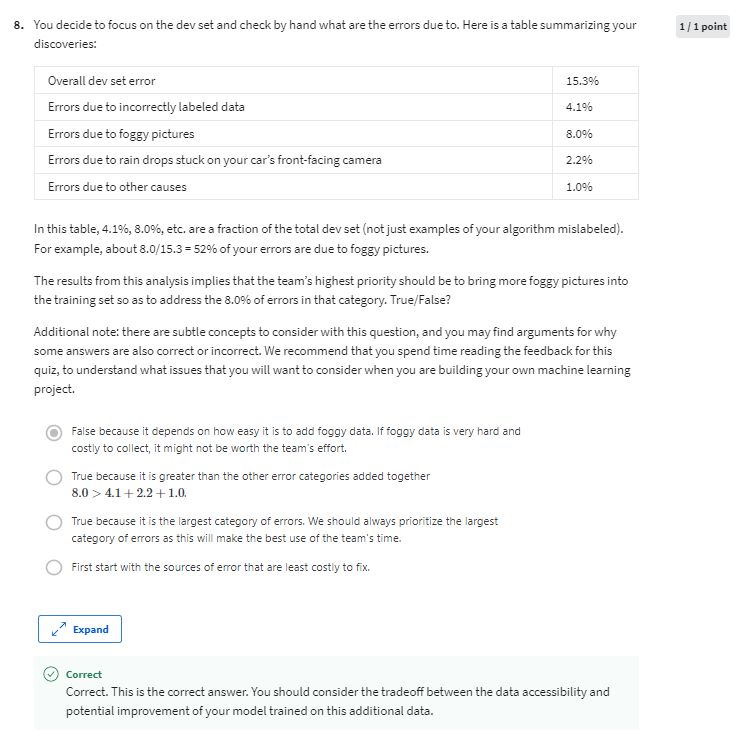 8. You decide to focus on the dev set and check by hand what are the errors due to. Here is a table summarizing your
1 / 1 point
discoveries:
Overall dev set error 15.3%
Errors due to incorrectly labeled data 4.1%
Errors due to foggy pictures 8.0%
Errors due to rain drops stuck on your car's front-facing camera 2.2%
Errors due to other causes 1.0%
In this table, 4.1%, 8.0%, etc. are a fraction of the total dev set (not just examples of your algorithm mislabeled).
For example, about 8.0/15.3 = 52% of your errors are due to foggy pictures.
The results from this analysis implies that the team's highest priority should be to bring more foggy pictures into
the training set so as to address the 8.0% of errors in that category. True/False?
Additional note: there are subtle concepts to consider with this question, and you may find arguments for why
some answers are also correct or incorrect. We recommend that you spend time reading the feedback for this
quiz, to understand what issues that you will want to consider when you are building your own machine learning
project.
False because it depends on how easy it is to add foggy data. If foggy data is very hard and
costly to collect, it might not be worth the team's effort.
True because it is greater than the other error categories added together
8.0 > 4.1 + 2.2 + 1.0.
True because it is the largest category of errors. We should always prioritize the largest
category of errors as this will make the best use of the team's time.
First start with the sources of error that are least costly to fix.
Expand
Correct
Correct. This is the correct answer. You should consider the tradeoff between the data accessibility and
potential improvement of your model trained on this additional data.